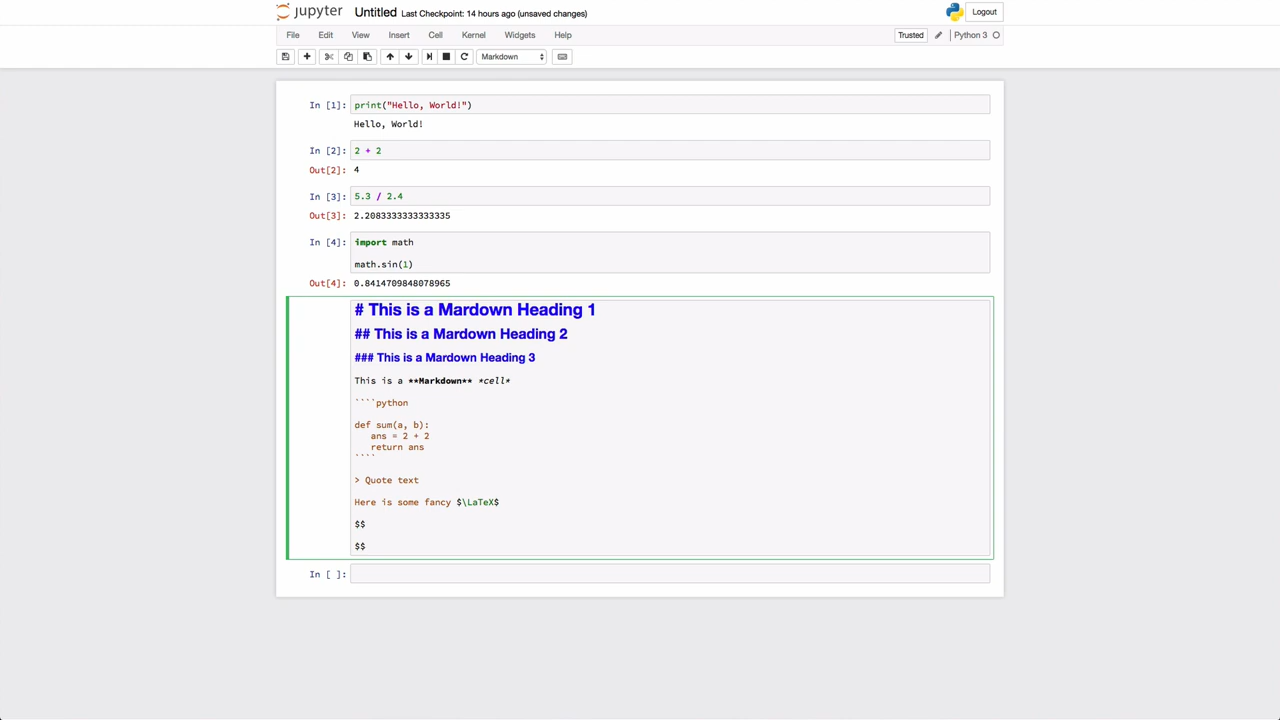 jupyter Untitled Last Checkpoint: 14 hours ago (unsaved changes) Logout
File Edit View Insert Cell Kernel Widgets Help Trusted Python 3
Markdown
In [1]: print("Hello, World!")
Hello, World!
In [2]: 2 + 2
Out[2]: 4
In [3]: 5.3 / 2.4
Out[3]: 2.2083333333333335
In [4]: import math
math.sin(1)
Out[4]: 0.8414709848078965
# This is a Mardown Heading 1
## This is a Mardown Heading 2
### This is a Mardown Heading 3
This is a **Markdown** *cell*
````python
def sum(a, b):
ans = 2 + 2
return ans
````
> Quote text
Here is some fancy $\LaTeX$
$$
$$
In [ ]: